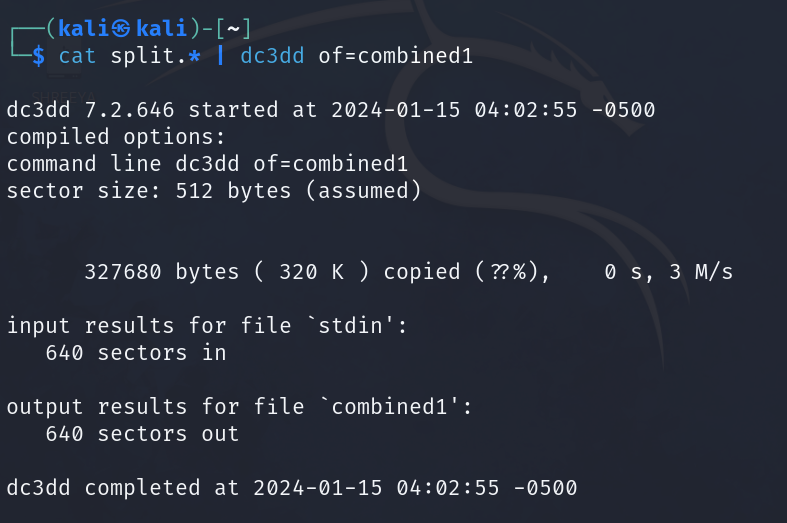 ┌──(kali㉿kali)-[~]
└─$ cat split.* | dc3dd of=combined1
dc3dd 7.2.646 started at 2024-01-15 04:02:55 -0500
compiled options:
command line dc3dd of=combined1
sector size: 512 bytes (assumed)
327680 bytes ( 320 K ) copied (??%),    0 s, 3 M/s
input results for file `stdin':
640 sectors in
output results for file `combined1':
640 sectors out
dc3dd completed at 2024-01-15 04:02:55 -0500